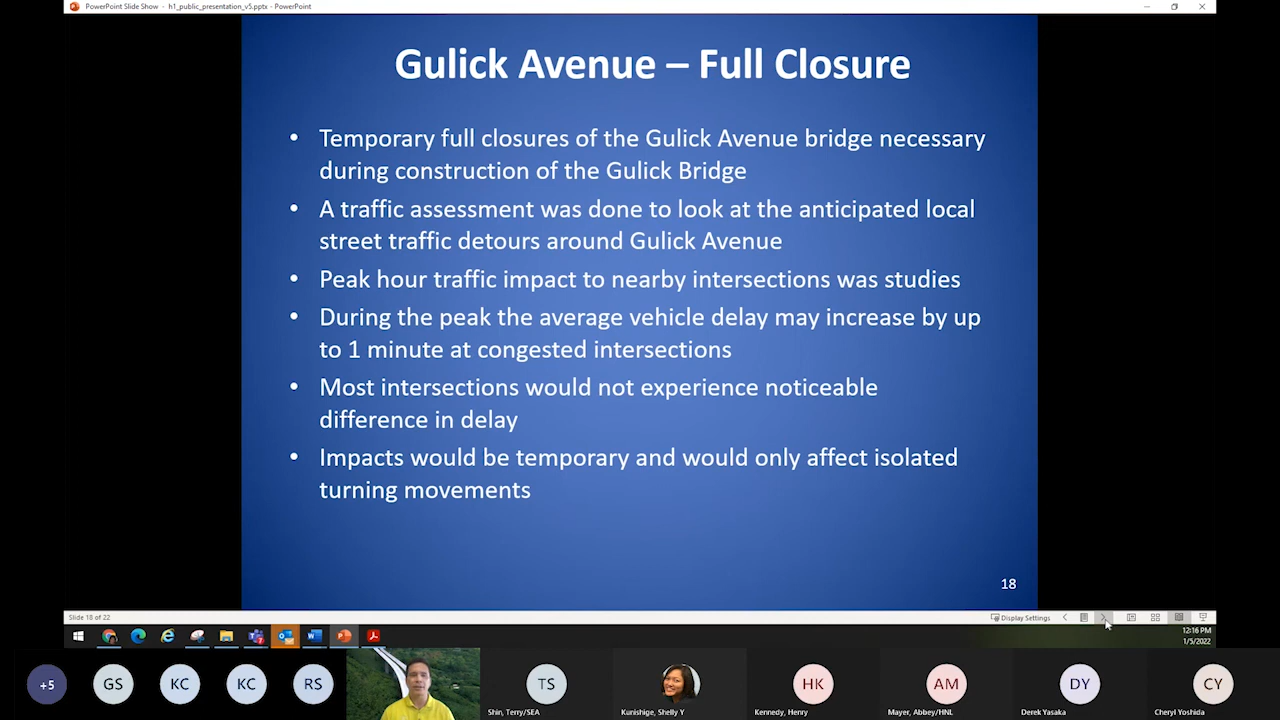 PowerPoint Slide Show - h1_public_presentation_v5.pptx - PowerPoint
Gulick Avenue – Full Closure
• Temporary full closures of the Gulick Avenue bridge necessary
during construction of the Gulick Bridge
• A traffic assessment was done to look at the anticipated local
street traffic detours around Gulick Avenue
• Peak hour traffic impact to nearby intersections was studies
• During the peak the average vehicle delay may increase by up
to 1 minute at congested intersections
• Most intersections would not experience noticeable
difference in delay
• Impacts would be temporary and would only affect isolated
turning movements
18
Slide 18 of 22
Display Settings
12:16 PM
1/5/2022
+5
GS
KC
KC
RS
TS
HK
AM
DY
CY
Shin, Terry/SEA
Kunishige, Shelly Y
Kennedy, Henry
Mayer, Abbey/HNL
Derek Yasaka
Cheryl Yoshida